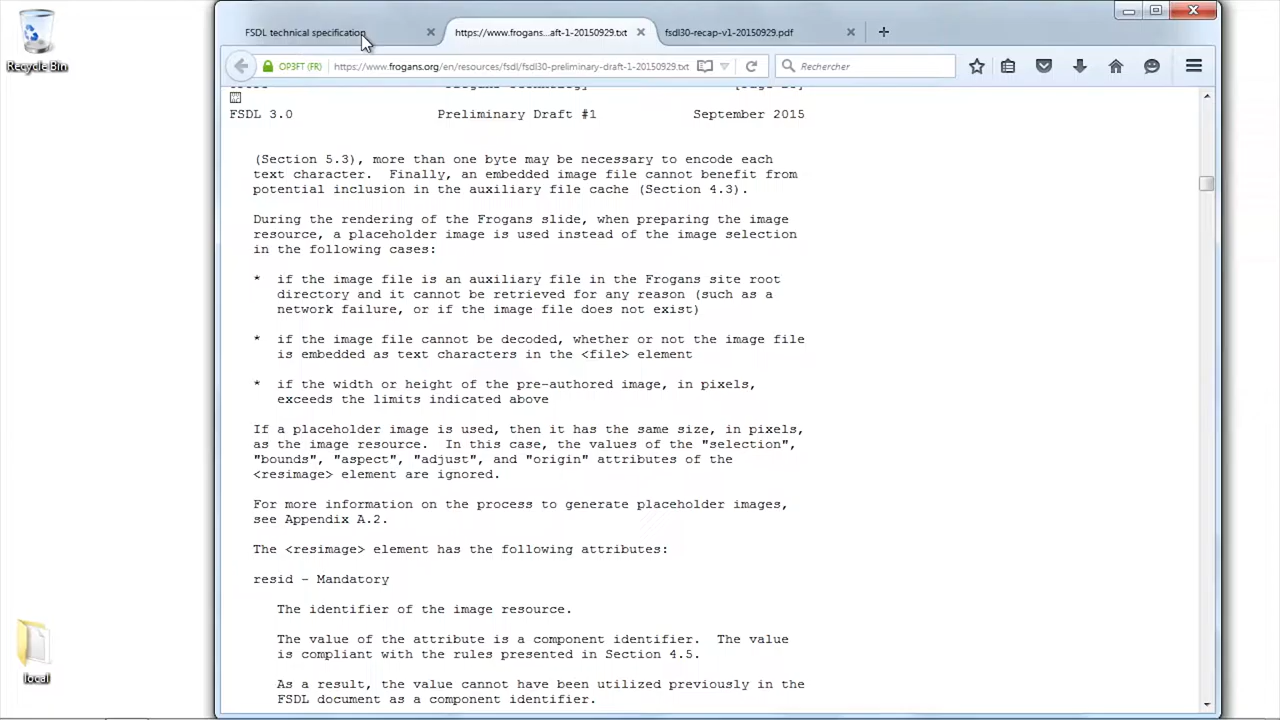 Recycle Bin
FSDL technical specification
https://www.frogans...aft-1-20150929.txt
fsdl30-recap-v1-20150929.pdf
OP3FT (FR)
https://www.frogans.org/en/resources/fsdl/fsdl30-preliminary-draft-1-20150929.txt
Rechercher
FSDL 3.0 Preliminary Draft #1 September 2015
(Section 5.3), more than one byte may be necessary to encode each
text character. Finally, an embedded image file cannot benefit from
potential inclusion in the auxiliary file cache (Section 4.3).
During the rendering of the Frogans slide, when preparing the image
resource, a placeholder image is used instead of the image selection
in the following cases:
* if the image file is an auxiliary file in the Frogans site root
directory and it cannot be retrieved for any reason (such as a
network failure, or if the image file does not exist)
* if the image file cannot be decoded, whether or not the image file
is embedded as text characters in the <file> element
* if the width or height of the pre-authored image, in pixels,
exceeds the limits indicated above
If a placeholder image is used, then it has the same size, in pixels,
as the image resource. In this case, the values of the "selection",
"bounds", "aspect", "adjust", and "origin" attributes of the
<resimage> element are ignored.
For more information on the process to generate placeholder images,
see Appendix A.2.
The <resimage> element has the following attributes:
resid - Mandatory
The identifier of the image resource.
The value of the attribute is a component identifier. The value
is compliant with the rules presented in Section 4.5.
As a result, the value cannot have been utilized previously in the
FSDL document as a component identifier.
local